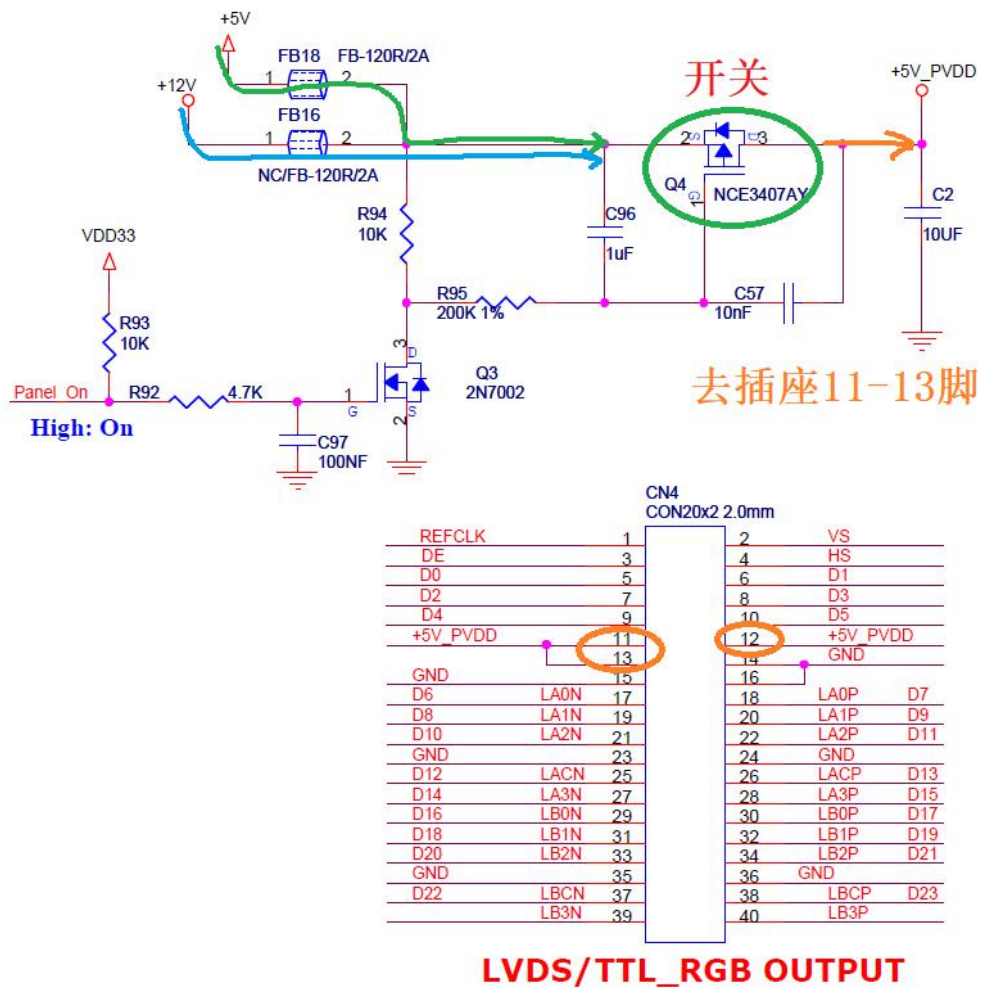 +5V
FB18 FB-120R/2A
1 2
+12V
FB16
1 2
NC/FB-120R/2A
开关
+5V_PVDD
2 S D 3
Q4 G 1 NCE3407AY
C2
10UF
R94
10K
C96
1uF
VDD33
R95
200K 1%
C57
10nF
R93
10K
3 D
Q3
2N7002
去插座11-13脚
Panel_On R92 4.7K 1 G S 2
High: On
C97
100NF
CN4
CON20x2 2.0mm
REFCLK 1 2 VS
DE 3 4 HS
D0 5 6 D1
D2 7 8 D3
D4 9 10 D5
+5V_PVDD 11 12 +5V_PVDD
13 14 GND
GND 15 16
D6 LA0N 17 18 LA0P D7
D8 LA1N 19 20 LA1P D9
D10 LA2N 21 22 LA2P D11
GND 23 24 GND
D12 LACN 25 26 LACP D13
D14 LA3N 27 28 LA3P D15
D16 LB0N 29 30 LB0P D17
D18 LB1N 31 32 LB1P D19
D20 LB2N 33 34 LB2P D21
GND 35 36 GND
D22 LBCN 37 38 LBCP D23
LB3N 39 40 LB3P
LVDS/TTL_RGB OUTPUT